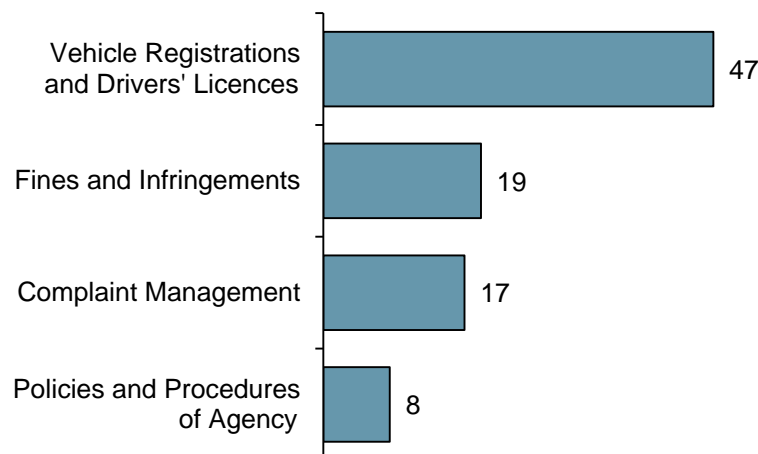 Vehicle Registrations
and Drivers' Licences
47
Fines and Infringements
19
Complaint Management
17
Policies and Procedures
of Agency
8